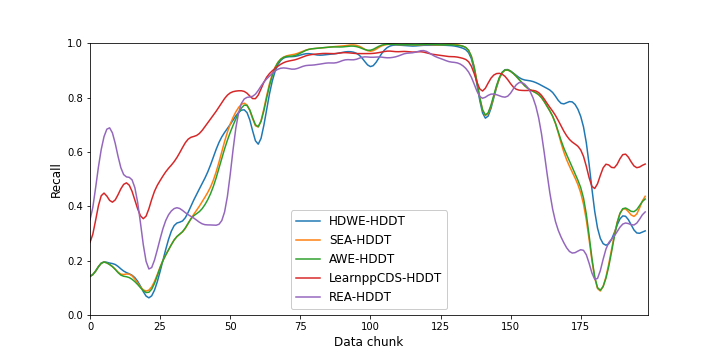 1.0
0.8
0.6
0.4
0.2
0.0
Recall
0
25
50
75
100
125
150
175
Data chunk
HDWE-HDDT
SEA-HDDT
AWE-HDDT
LearnppCDS-HDDT
REA-HDDT